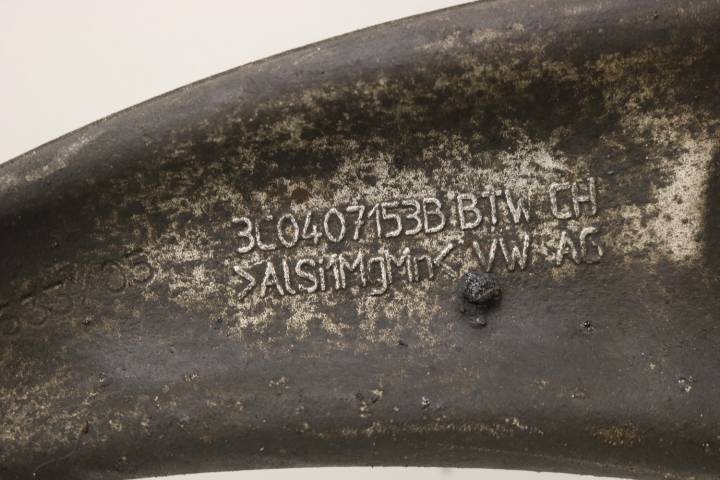 3C0407153B BTW CH
>AlSi1MgMn< VW AG